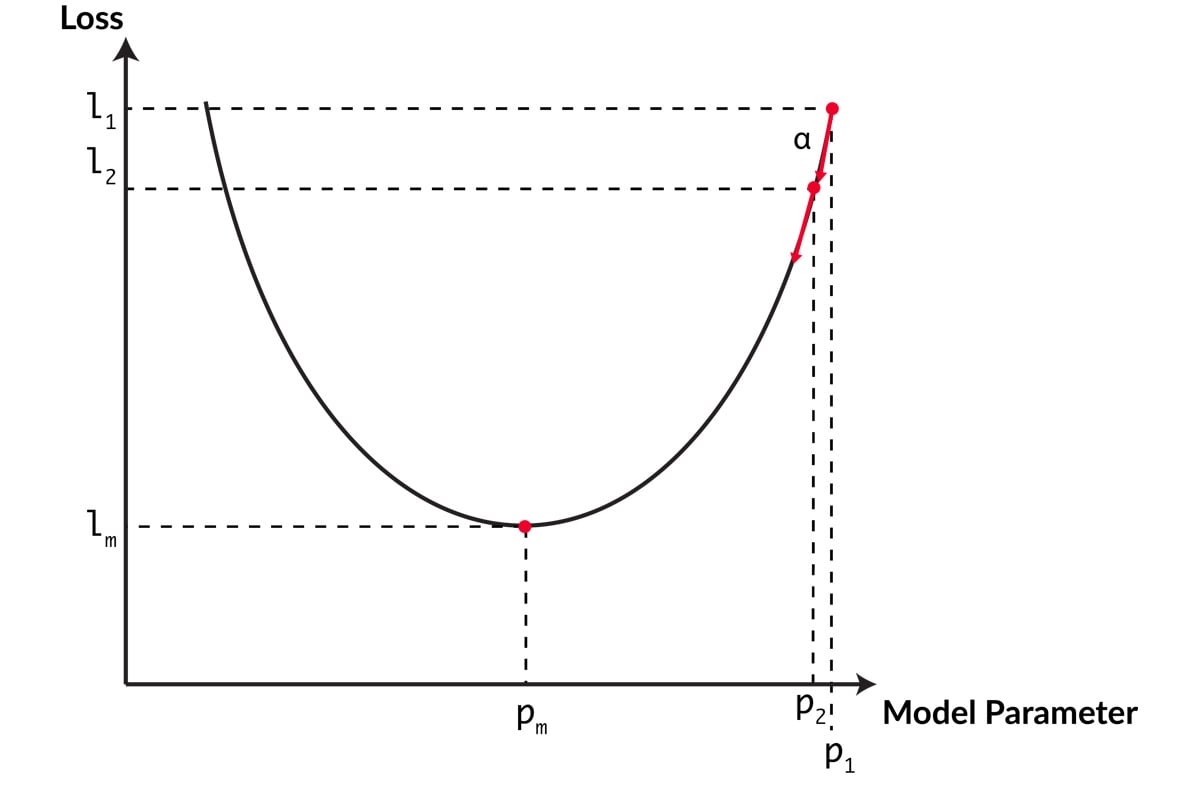 Loss
l₁
α
l₂
lₘ
pₘ
p₂
Model Parameter
p₁